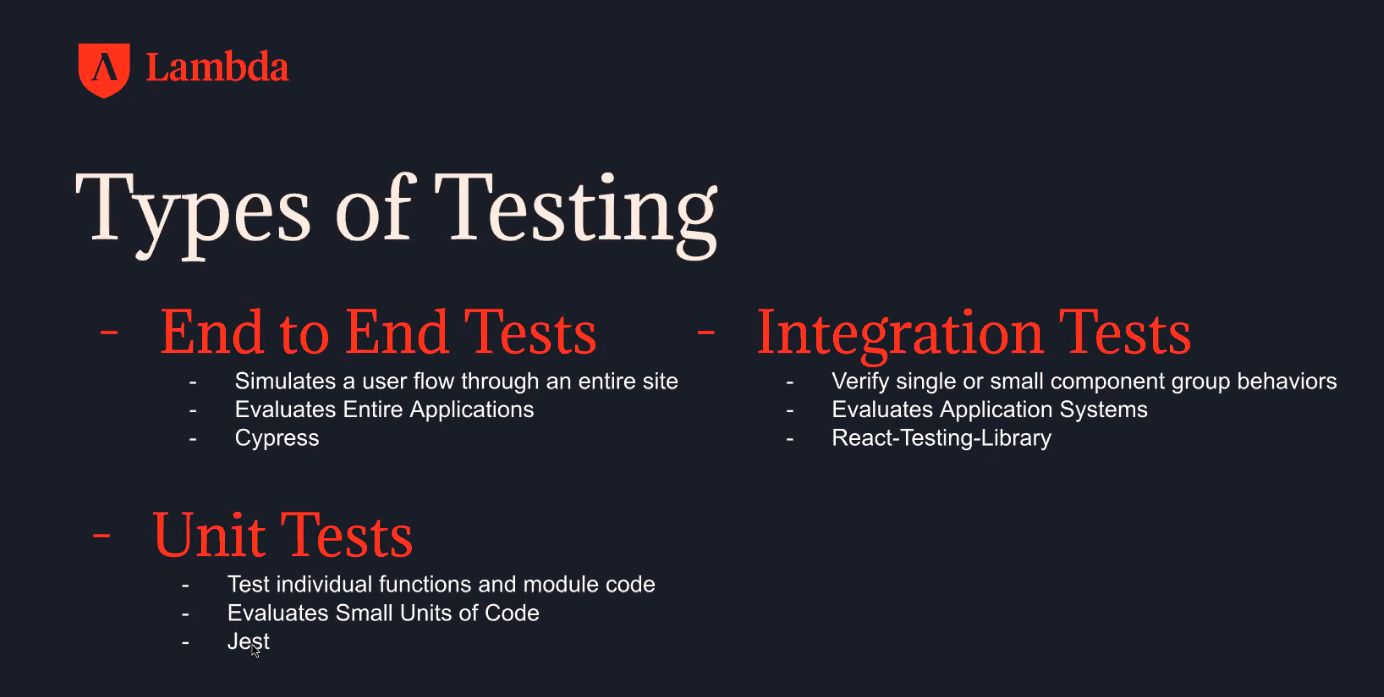 Lambda
Types of Testing
- End to End Tests
- Simulates a user flow through an entire site
- Evaluates Entire Applications
- Cypress
- Integration Tests
- Verify single or small component group behaviors
- Evaluates Application Systems
- React-Testing-Library
- Unit Tests
- Test individual functions and module code
- Evaluates Small Units of Code
- Jest